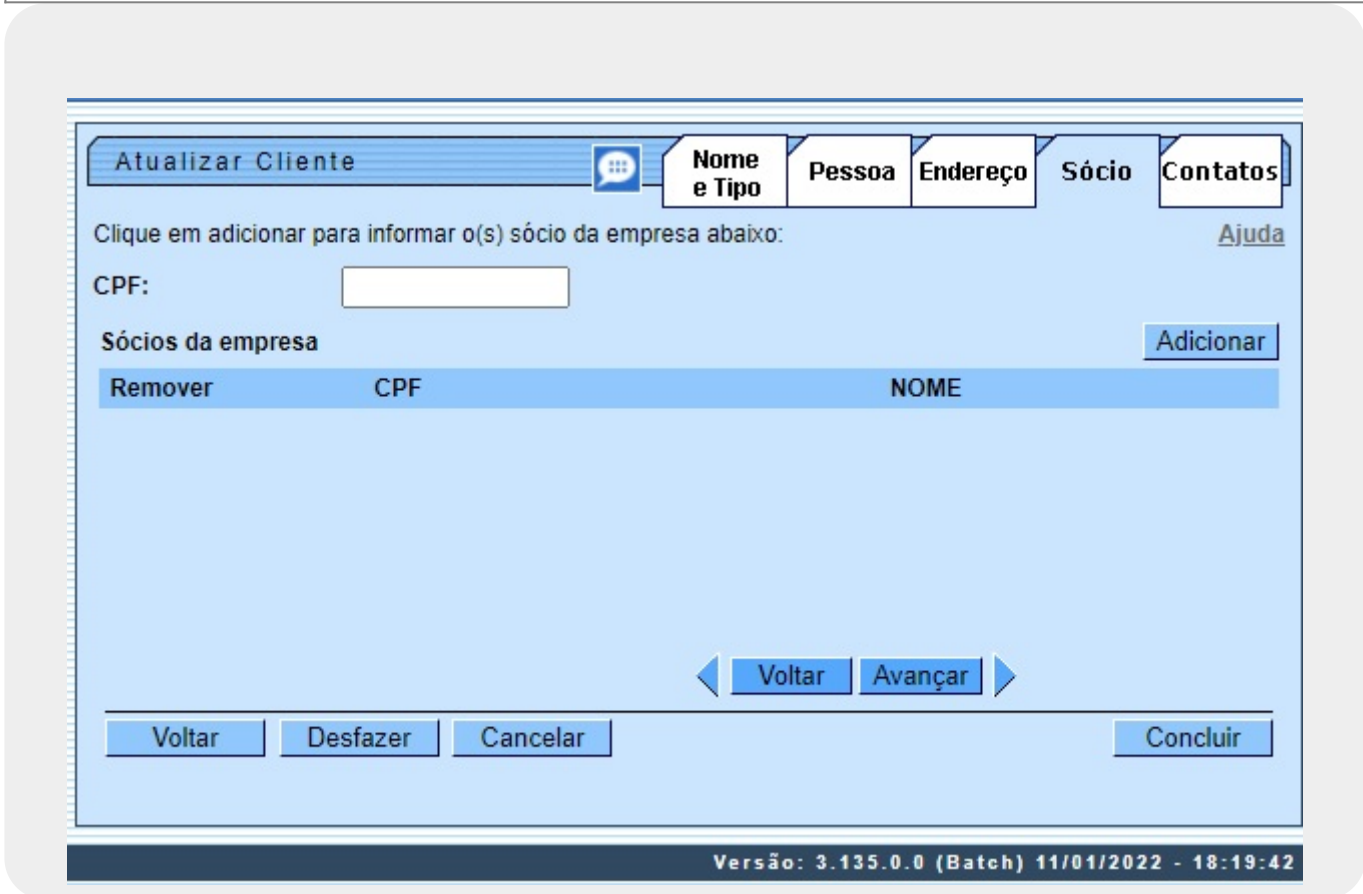 Atualizar Cliente
Nome e Tipo
Pessoa
Endereço
Sócio
Contatos
Clique em adicionar para informar o(s) sócio da empresa abaixo:
Ajuda
CPF:
Sócios da empresa
Adicionar
Remover CPF NOME
Voltar Avançar
Voltar Desfazer Cancelar Concluir
Versão: 3.135.0.0 (Batch) 11/01/2022 - 18:19:42